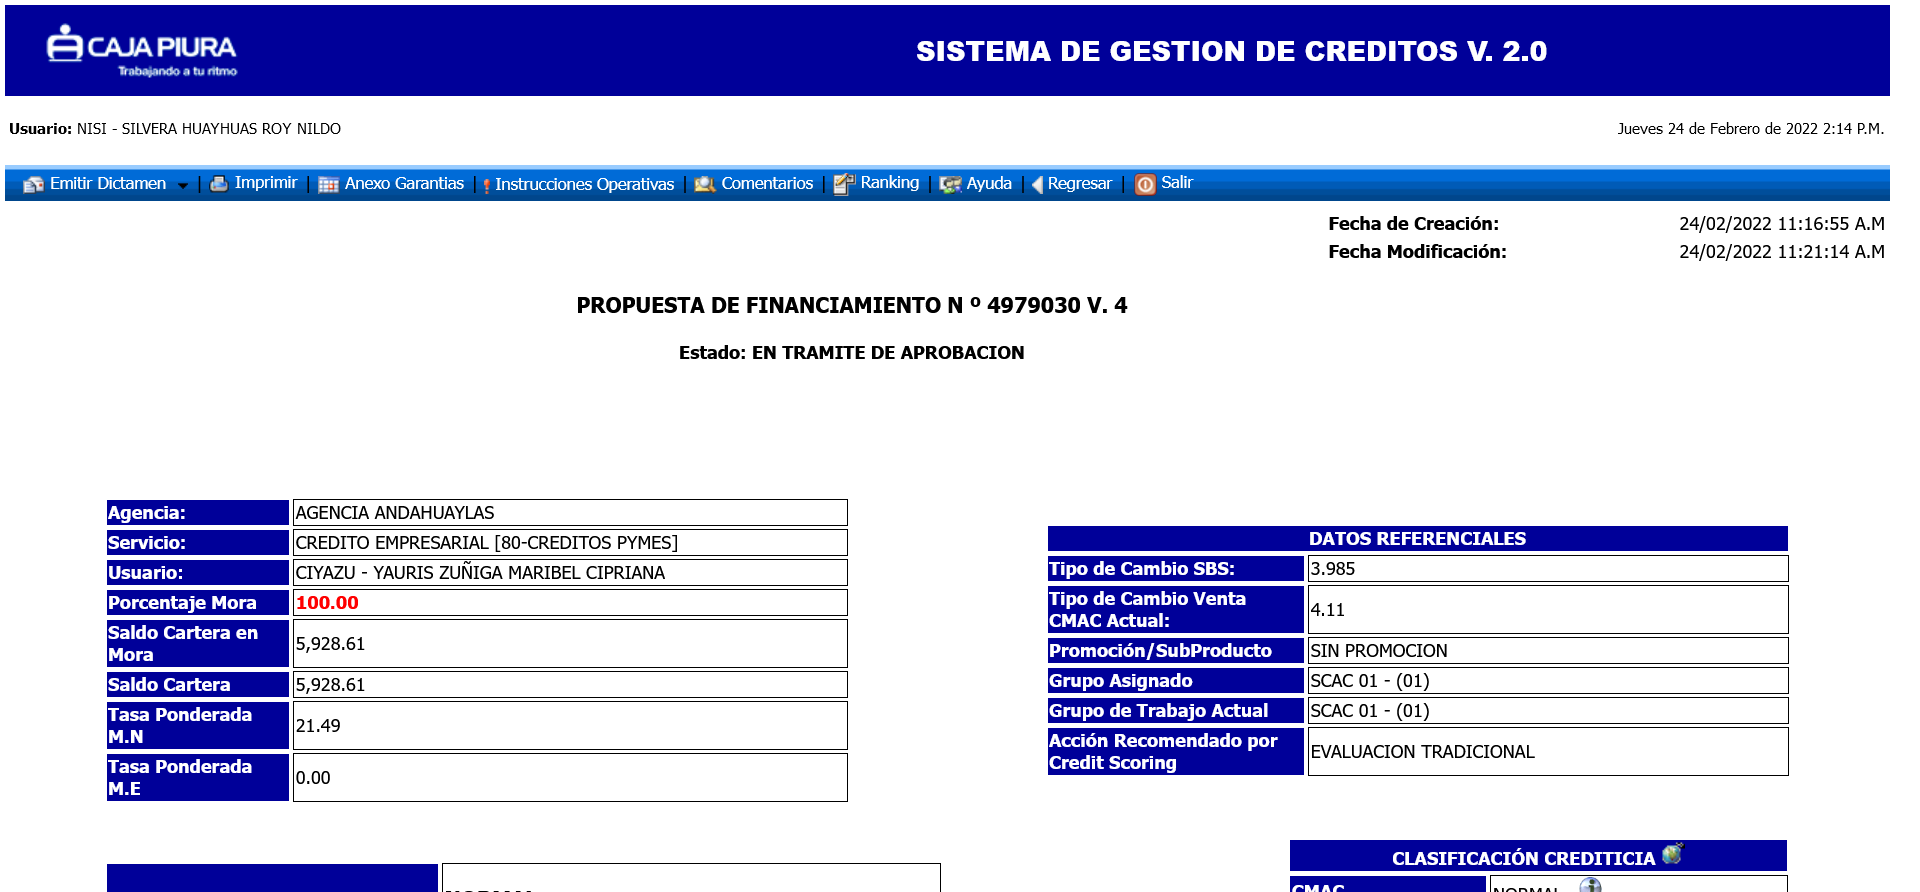 CAJA PIURA
Trabajando a tu ritmo
SISTEMA DE GESTION DE CREDITOS V. 2.0
Usuario: NISI - SILVERA HUAYHUAS ROY NILDO
Jueves 24 de Febrero de 2022 2:14 P.M.
Emitir Dictamen | Imprimir | Anexo Garantias | Instrucciones Operativas | Comentarios | Ranking | Ayuda | Regresar | Salir
Fecha de Creación: 24/02/2022 11:16:55 A.M
Fecha Modificación: 24/02/2022 11:21:14 A.M
PROPUESTA DE FINANCIAMIENTO N º 4979030 V. 4
Estado: EN TRAMITE DE APROBACION
Agencia: AGENCIA ANDAHUAYLAS
Servicio: CREDITO EMPRESARIAL [80-CREDITOS PYMES]
Usuario: CIYAZU - YAURIS ZUÑIGA MARIBEL CIPRIANA
Porcentaje Mora 100.00
Saldo Cartera en
Mora
5,928.61
Saldo Cartera 5,928.61
Tasa Ponderada
M.N
21.49
Tasa Ponderada
M.E
0.00
DATOS REFERENCIALES
Tipo de Cambio SBS: 3.985
Tipo de Cambio Venta
CMAC Actual:
4.11
Promoción/SubProducto SIN PROMOCION
Grupo Asignado SCAC 01 - (01)
Grupo de Trabajo Actual SCAC 01 - (01)
Acción Recomendado por
Credit Scoring
EVALUACION TRADICIONAL
CLASIFICACIÓN CREDITICIA
CMAC NORMAL
NORMAL